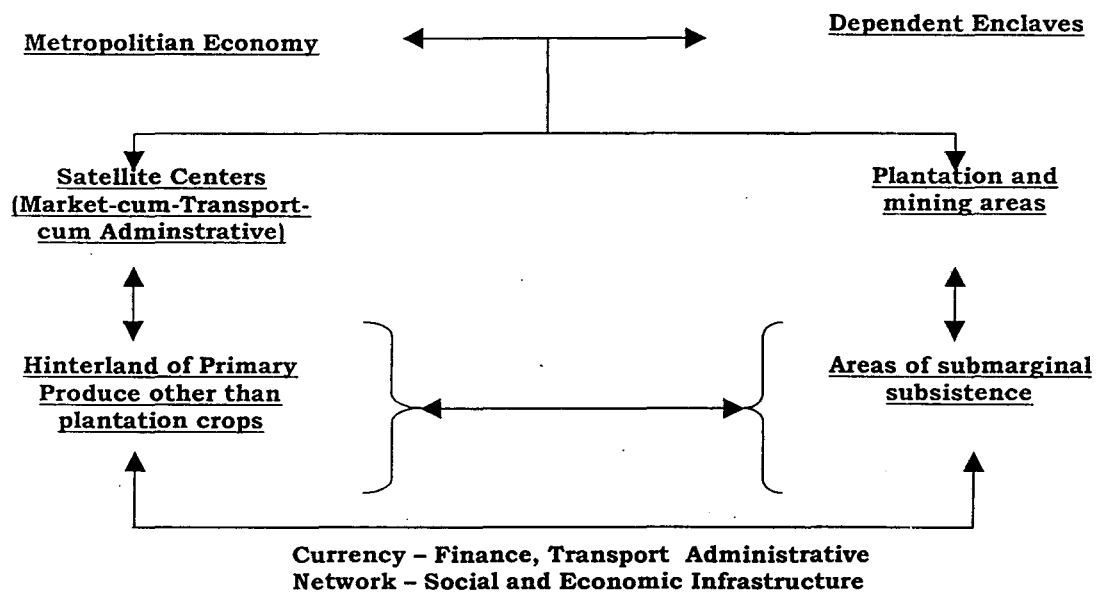 Metropolitian Economy
Dependent Enclaves
Satellite Centers
(Market-cum-Transport-
cum Adminstrative)
Plantation and
mining areas
Hinterland of Primary
Produce other than
plantation crops
Areas of submarginal
subsistence
Currency – Finance, Transport Administrative
Network – Social and Economic Infrastructure